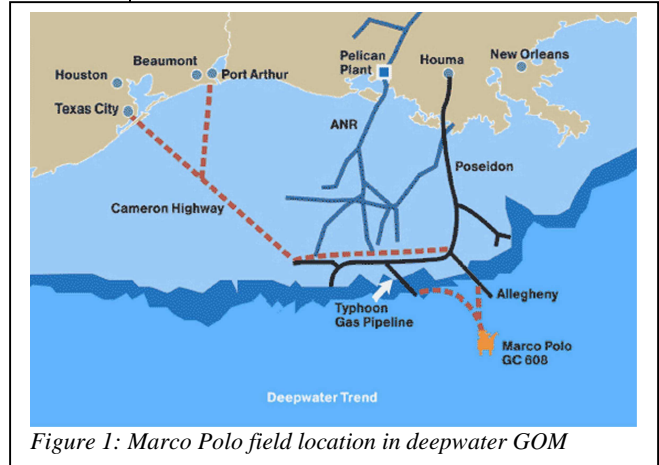 Pelican
Plant
Houma
New Orleans
Beaumont
Houston
Port Arthur
Texas City
ANR
Poseidon
Cameron Highway
Typhoon
Gas Pipeline
Allegheny
Marco Polo
GC 608
Deepwater Trend
Figure 1: Marco Polo field location in deepwater GOM